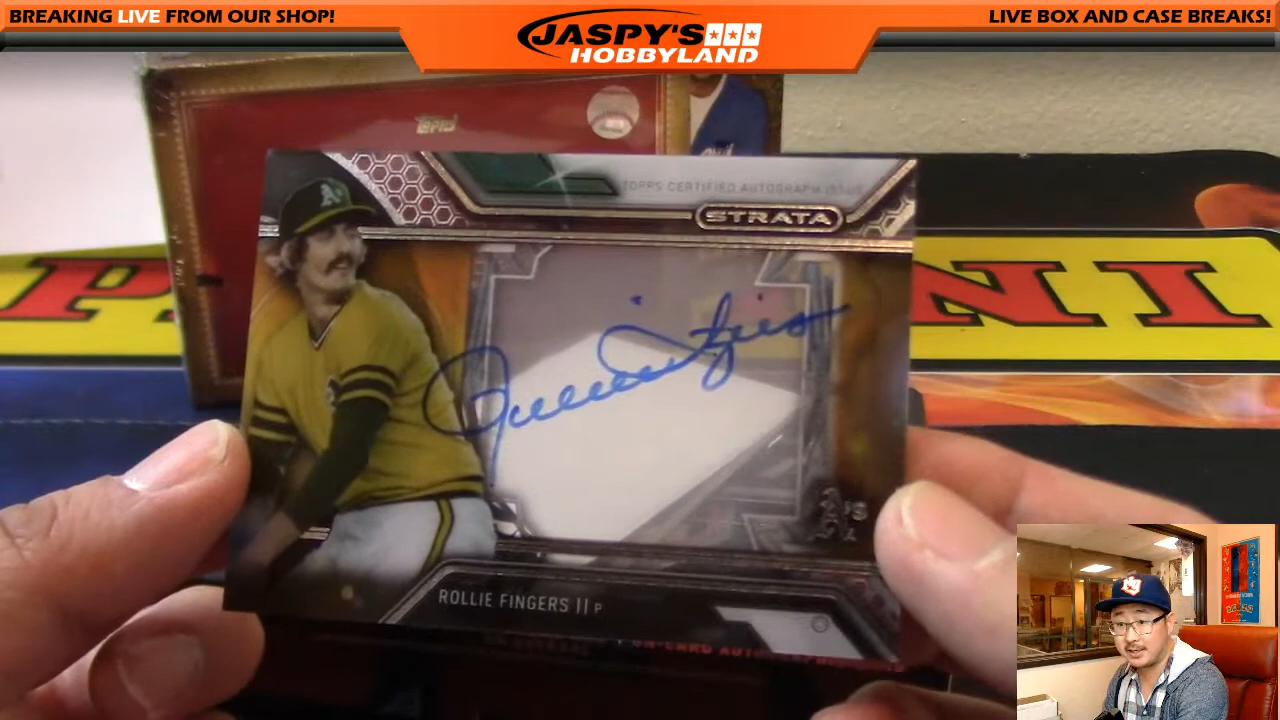 BREAKING LIVE FROM OUR SHOP!
JASPY'S
HOBBYLAND
LIVE BOX AND CASE BREAKS!
TOPPS
TOPPS CERTIFIED AUTOGRAPH ISSUE
STRATA
A's
A's
ROLLIE FINGERS || P